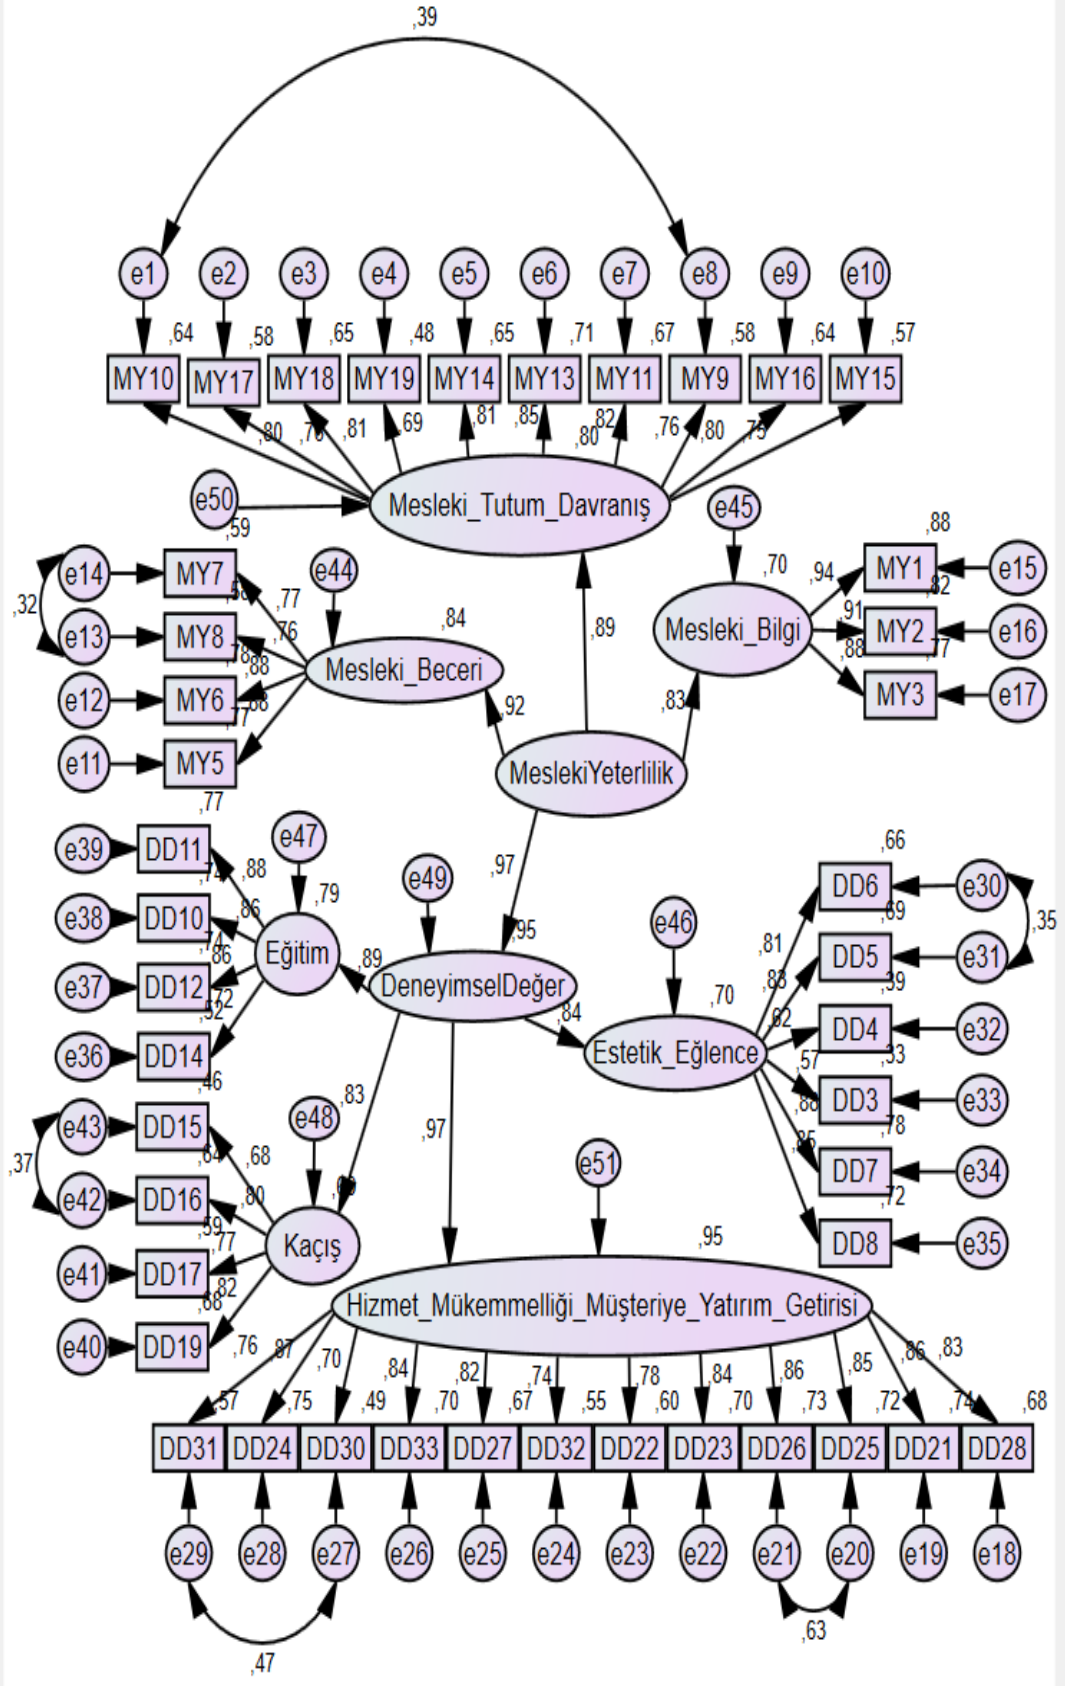 ,39
e1 e2 e3 e4 e5 e6 e7 e8 e9 e10
,64 ,58 ,65 ,48 ,65 ,71 ,67 ,58 ,64 ,57
MY10 MY17 MY18 MY19 MY14 MY13 MY11 MY9 MY16 MY15
,80 ,81 ,69 ,81 ,85 ,80 ,82 ,76 ,80 ,75
e50 Mesleki_Tutum_Davranış e45
,59 ,88
e14 MY7 e44 ,70 ,94 MY1 e15
,32 ,77 ,82
e13 MY8 ,76 ,84 ,89 Mesleki_Bilgi ,91 MY2 e16
,78 ,88 Mesleki_Beceri ,88 ,77
e12 MY6 ,88 ,92 ,83 MY3 e17
,77
e11 MY5 MeslekiYeterlilik
,77
e39 DD11 e47 ,66
,74 ,88 ,79 e49 ,97 DD6 e30
e38 DD10 ,86 ,95 e46 ,69 ,35
,74 ,86 Eğitim ,89 ,81 DD5 e31
e37 DD12 ,72 DeneyimselDeğer ,70 ,83 ,39
,52 ,84 ,62 DD4 e32
e36 DD14 Estetik_Eğlence ,57 ,33
,46 ,83 ,88 DD3 e33
e43 DD15 e48 ,97 ,85 ,78
,37 ,64 ,68 e51 DD7 e34
e42 DD16 ,80 ,72
,59 ,77 Kaçış ,95 DD8 e35
e41 DD17 ,82
,68 Hizmet_Mükemmelliği_Müşteriye_Yatırım_Getirisi
e40 DD19 ,76 ,87 ,70 ,84 ,82 ,74 ,78 ,84 ,86 ,85 ,86 ,83
,57 ,75 ,49 ,70 ,67 ,55 ,60 ,70 ,73 ,72 ,74 ,68
DD31 DD24 DD30 DD33 DD27 DD32 DD22 DD23 DD26 DD25 DD21 DD28
e29 e28 e27 e26 e25 e24 e23 e22 e21 e20 e19 e18
,63
,47